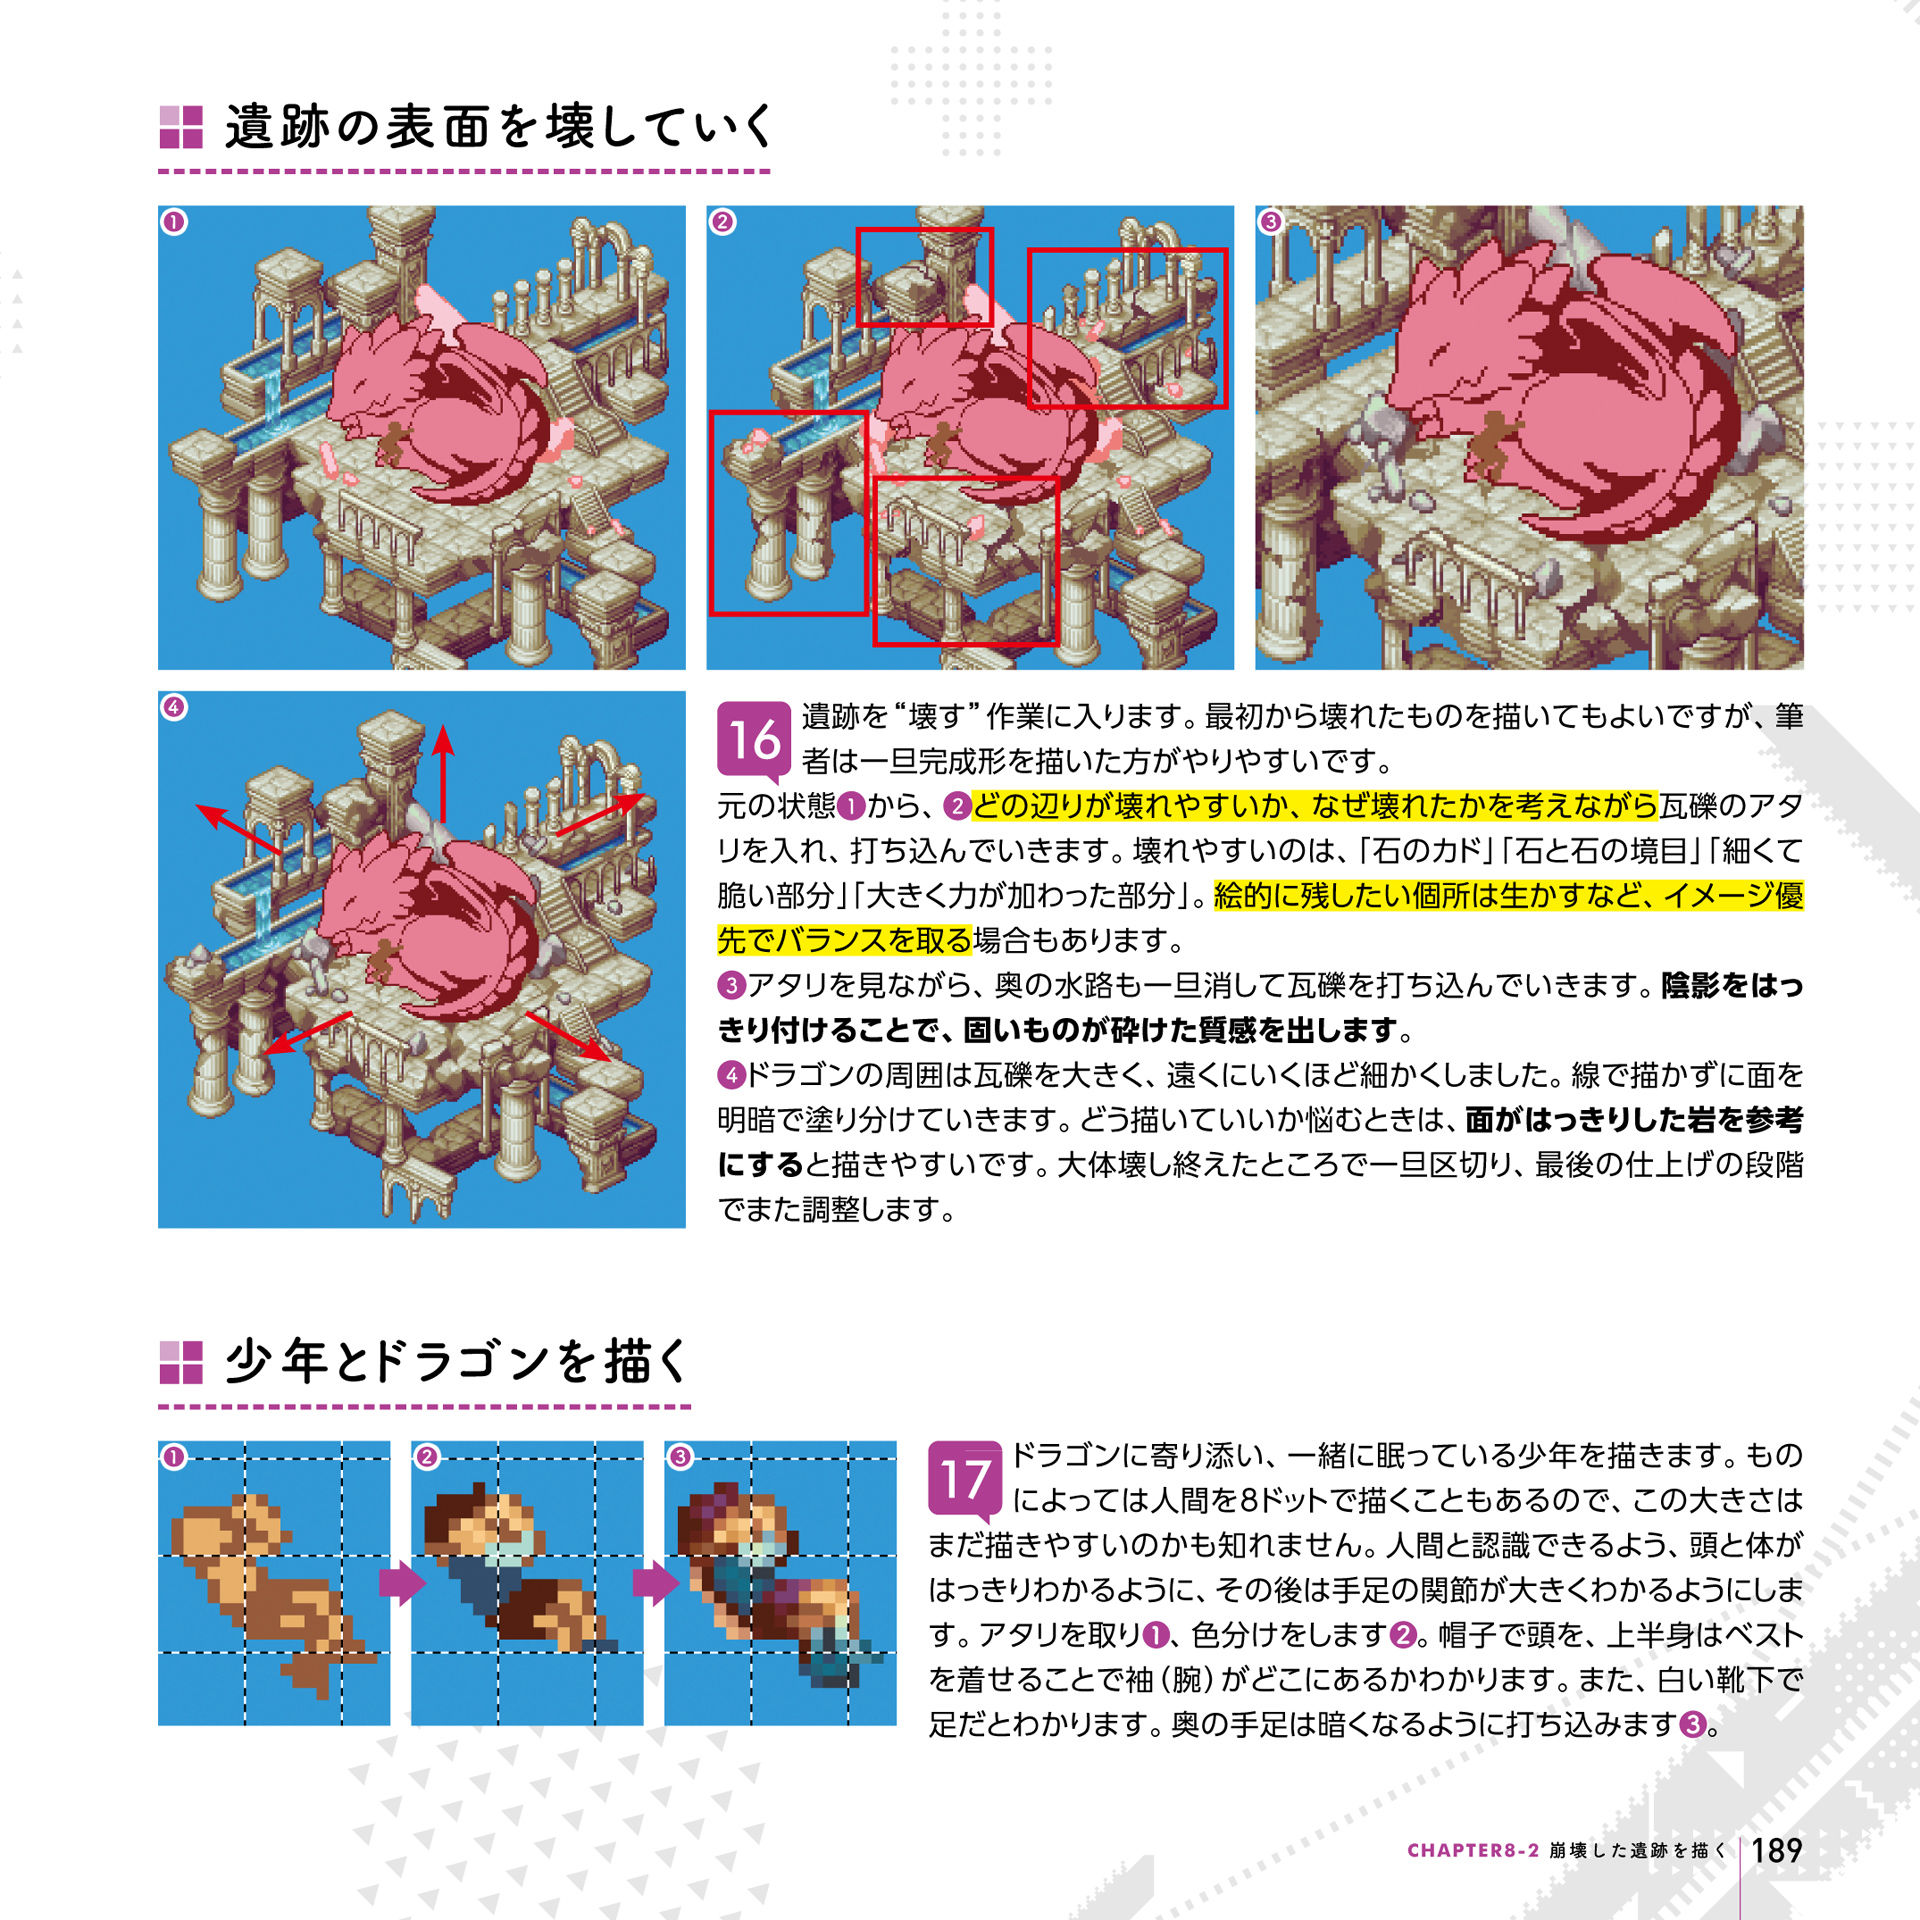 遺跡の表面を壊していく
❶
❷
❸
❹
16
遺跡を“壊す”作業に入ります。最初から壊れたものを描いてもよいですが、筆
者は一旦完成形を描いた方がやりやすいです。
元の状態❶から、❷どの辺りが壊れやすいか、なぜ壊れたかを考えながら瓦礫のアタ
リを入れ、打ち込んでいきます。壊れやすいのは、「石のカド」「石と石の境目」「細くて
脆い部分」「大きく力が加わった部分」。絵的に残したい個所は生かすなど、イメージ優
先でバランスを取る場合もあります。
❸アタリを見ながら、奥の水路も一旦消して瓦礫を打ち込んでいきます。陰影をはっ
きり付けることで、固いものが砕けた質感を出します。
❹ドラゴンの周囲は瓦礫を大きく、遠くにいくほど細かくしました。線で描かずに面を
明暗で塗り分けていきます。どう描いていいか悩むときは、面がはっきりした岩を参考
にすると描きやすいです。大体壊し終えたところで一旦区切り、最後の仕上げの段階
でまた調整します。
少年とドラゴンを描く
❶
❷
❸
17
ドラゴンに寄り添い、一緒に眠っている少年を描きます。もの
によっては人間を8ドットで描くこともあるので、この大きさは
まだ描きやすいのかも知れません。人間と認識できるよう、頭と体が
はっきりわかるように、その後は手足の関節が大きくわかるようにしま
す。アタリを取り❶、色分けをします❷。帽子で頭を、上半身はベスト
を着せることで袖（腕）がどこにあるかわかります。また、白い靴下で
足だとわかります。奥の手足は暗くなるように打ち込みます❸。
CHAPTER8-2 崩壊した遺跡を描く 189